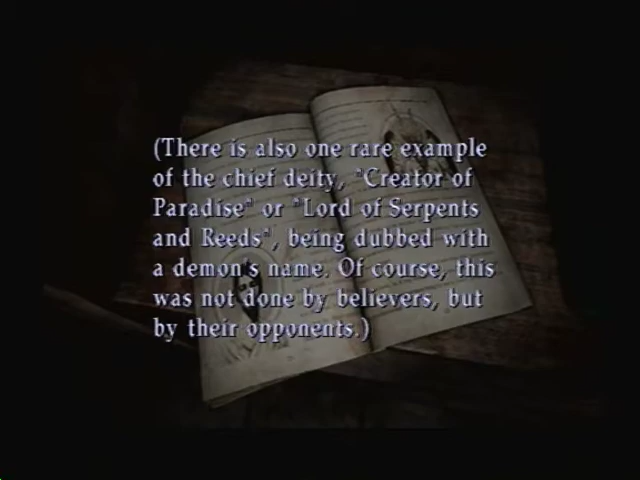 (There is also one rare example
of the chief deity, "Creator of
Paradise" or "Lord of Serpents
and Reeds", being dubbed with
a demon's name. Of course, this
was not done by believers, but
by their opponents.)